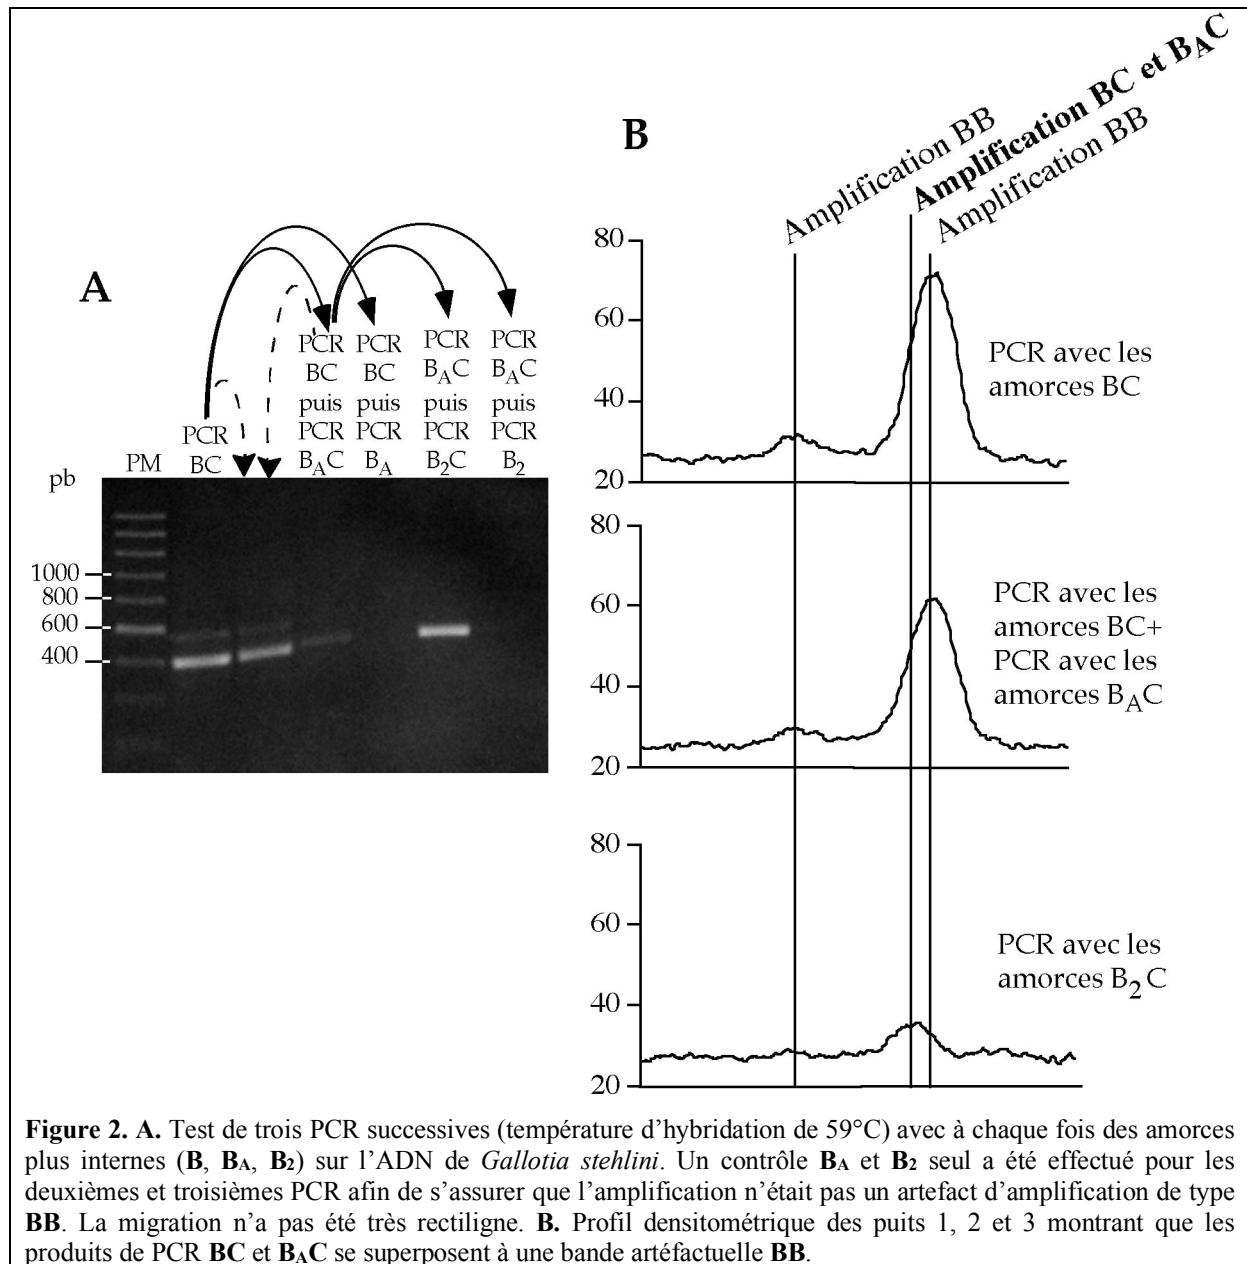 A
PCR
BC
PCR
BC
puis
PCR
BAC
PCR
BC
puis
PCR
BA
PCR
BAC
puis
PCR
B2C
PCR
BAC
puis
PCR
B2
PM
pb
1000
800
600
400
B
Amplification BB
Amplification BC et BAC
Amplification BB
80
60
40
20
PCR avec les
amorces BC
80
60
40
20
PCR avec les
amorces BC+
PCR avec les
amorces BAC
80
60
40
20
PCR avec les
amorces B2C
Figure 2. A. Test de trois PCR successives (température d'hybridation de 59°C) avec à chaque fois des amorces
plus internes (B, BA, B2) sur l'ADN de Gallotia stehlini. Un contrôle BA et B2 seul a été effectué pour les
deuxièmes et troisièmes PCR afin de s'assurer que l'amplification n'était pas un artefact d'amplification de type
BB. La migration n'a pas été très rectiligne. B. Profil densitométrique des puits 1, 2 et 3 montrant que les
produits de PCR BC et BAC se superposent à une bande artéfactuelle BB.